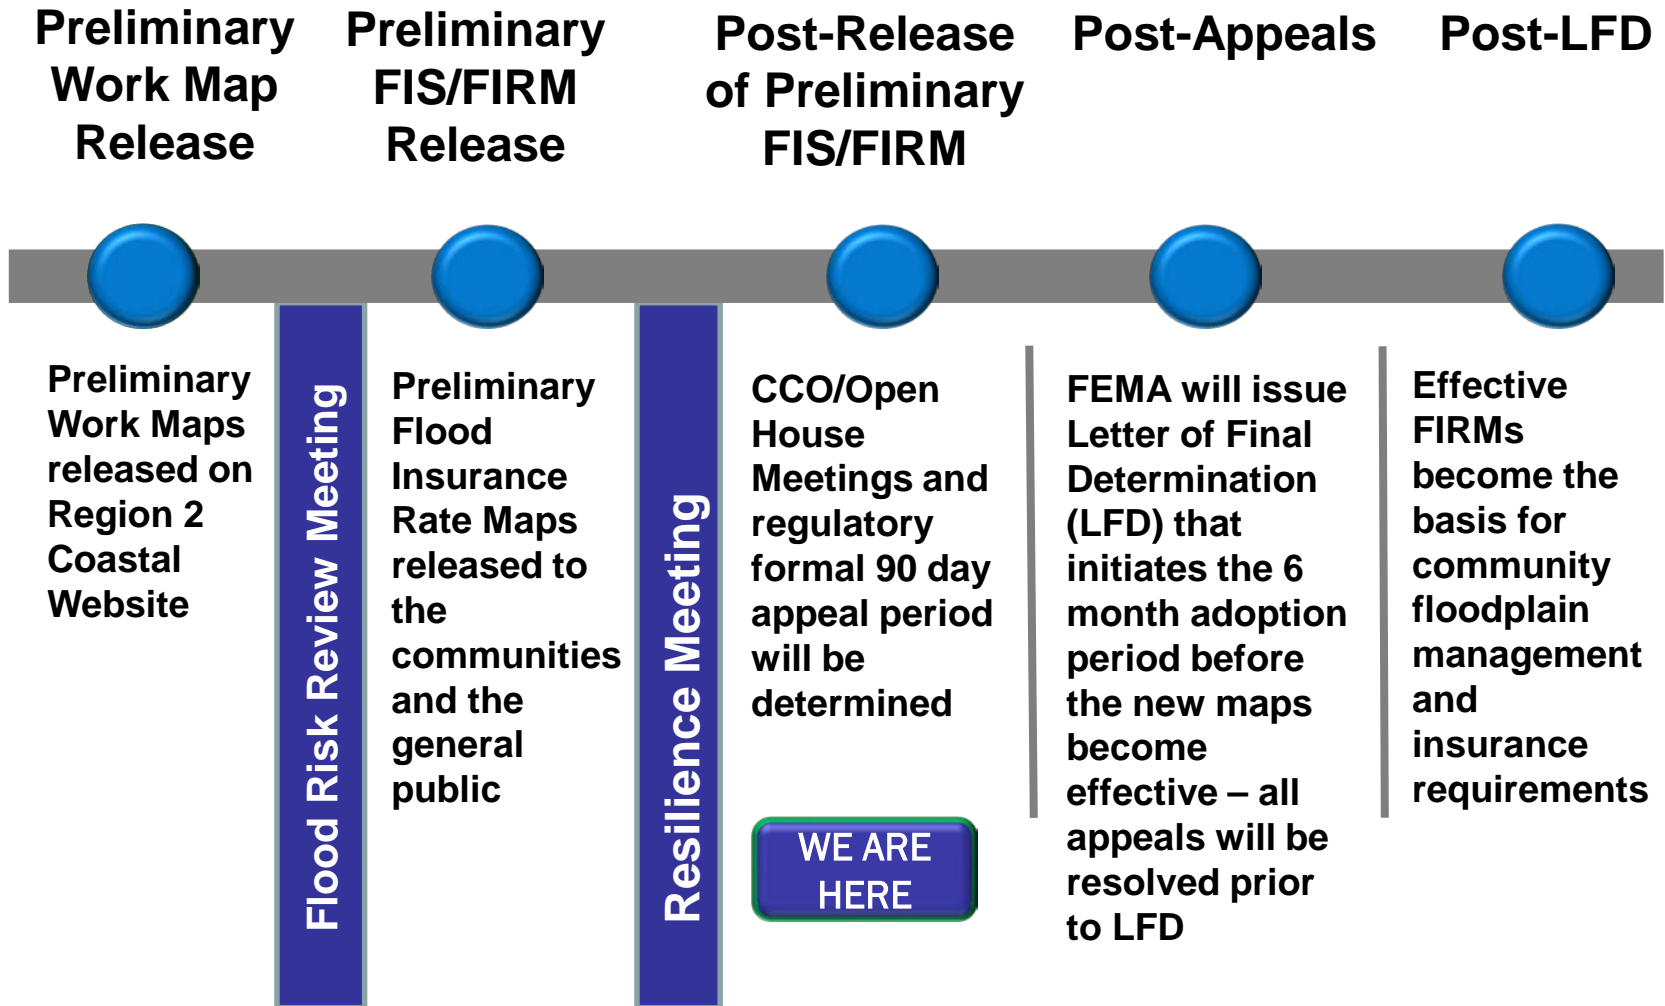 Preliminary
Work Map
Release
Preliminary
FIS/FIRM
Release
Post-Release
of Preliminary
FIS/FIRM
Post-Appeals
Post-LFD
Preliminary
Work Maps
released on
Region 2
Coastal
Website
Flood Risk Review Meeting
Preliminary
Flood
Insurance
Rate Maps
released to
the
communities
and the
general
public
Resilience Meeting
CCO/Open
House
Meetings and
regulatory
formal 90 day
appeal period
will be
determined
WE ARE
HERE
FEMA will issue
Letter of Final
Determination
(LFD) that
initiates the 6
month adoption
period before
the new maps
become
effective – all
appeals will be
resolved prior
to LFD
Effective
FIRMs
become the
basis for
community
floodplain
management
and
insurance
requirements